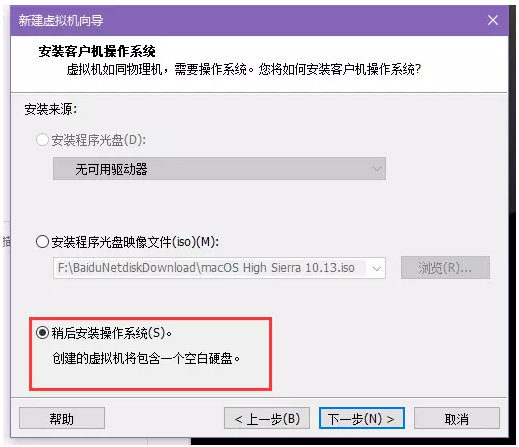 新建虚拟机向导
安装客户机操作系统
虚拟机如同物理机，需要操作系统。您将如何安装客户机操作系统？
安装来源:
安装程序光盘(D):
无可用驱动器
安装程序光盘映像文件(iso)(M):
F:\BaiduNetdiskDownload\macOS High Sierra 10.13.iso
浏览(R)...
稍后安装操作系统(S)。
创建的虚拟机将包含一个空白硬盘。
帮助
< 上一步(B)
下一步(N) >
取消